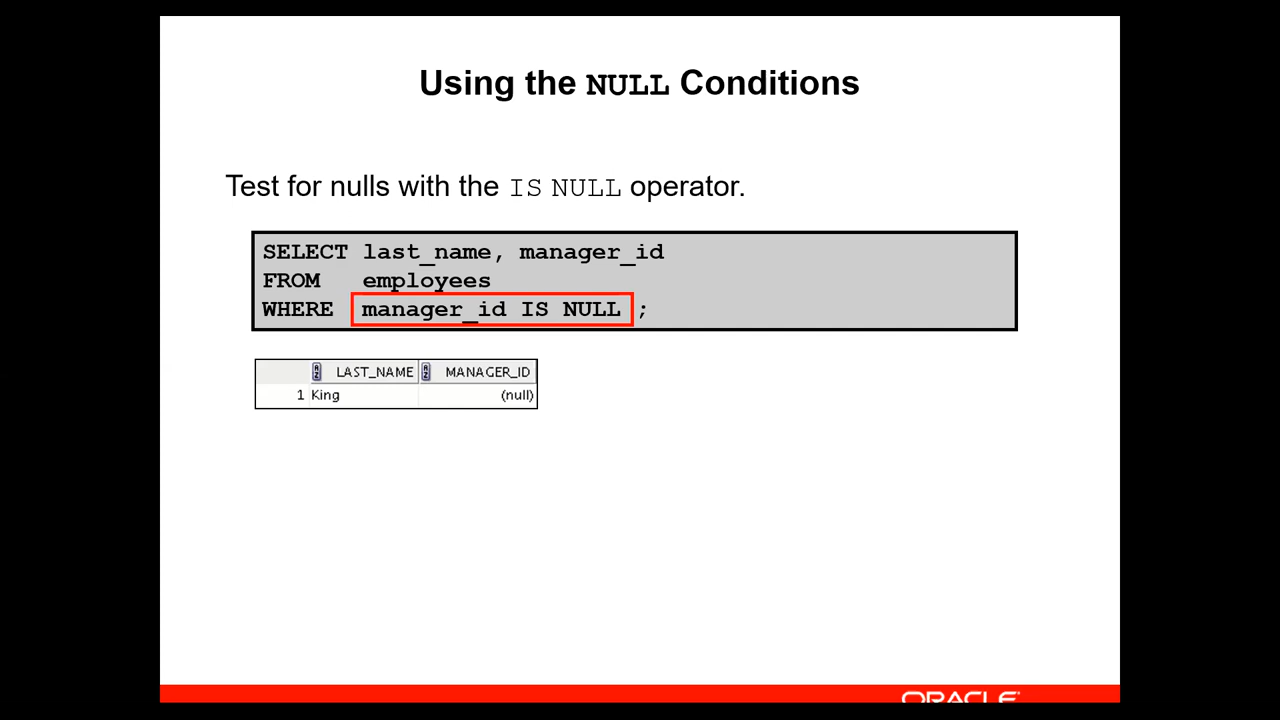 Using the NULL Conditions
Test for nulls with the IS NULL operator.
SELECT last_name, manager_id
FROM   employees
WHERE  manager_id IS NULL ;
LAST_NAME MANAGER_ID
1 King (null)
ORACLE